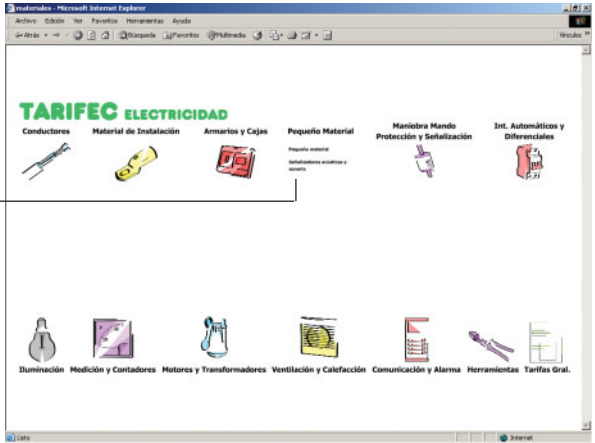 materiales - Microsoft Internet Explorer
Archivo Edición Ver Favoritos Herramientas Ayuda
Atrás Búsqueda Favoritos Multimedia Vínculos »
TARIFEC ELECTRICIDAD
Conductores Material de Instalación Armarios y Cajas Pequeño Material Maniobra Mando Protección y Señalización Int. Automáticos y Diferenciales
Pequeño material
Señalizadores acústicos y
sonería
Iluminación Medición y Contadores Motores y Transformadores Ventilación y Calefacción Comunicación y Alarma Herramientas Tarifas Gral.
Listo Internet